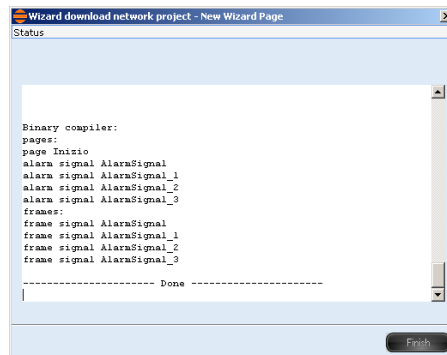 Wizard download network project - New Wizard Page
Status
Binary compiler:
pages:
page Inizio
alarm signal AlarmSignal
alarm signal AlarmSignal_1
alarm signal AlarmSignal_2
alarm signal AlarmSignal_3
frames:
frame signal AlarmSignal
frame signal AlarmSignal_1
frame signal AlarmSignal_2
frame signal AlarmSignal_3
---------------------- Done ----------------------
Finish